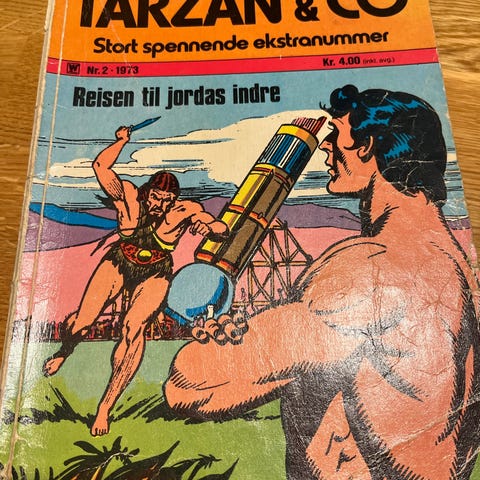 TARZAN & CO
Stort spennende ekstranummer
W Nr. 2 - 1973 Kr. 4.00 (inkl. avg.)
Reisen til jordas indre